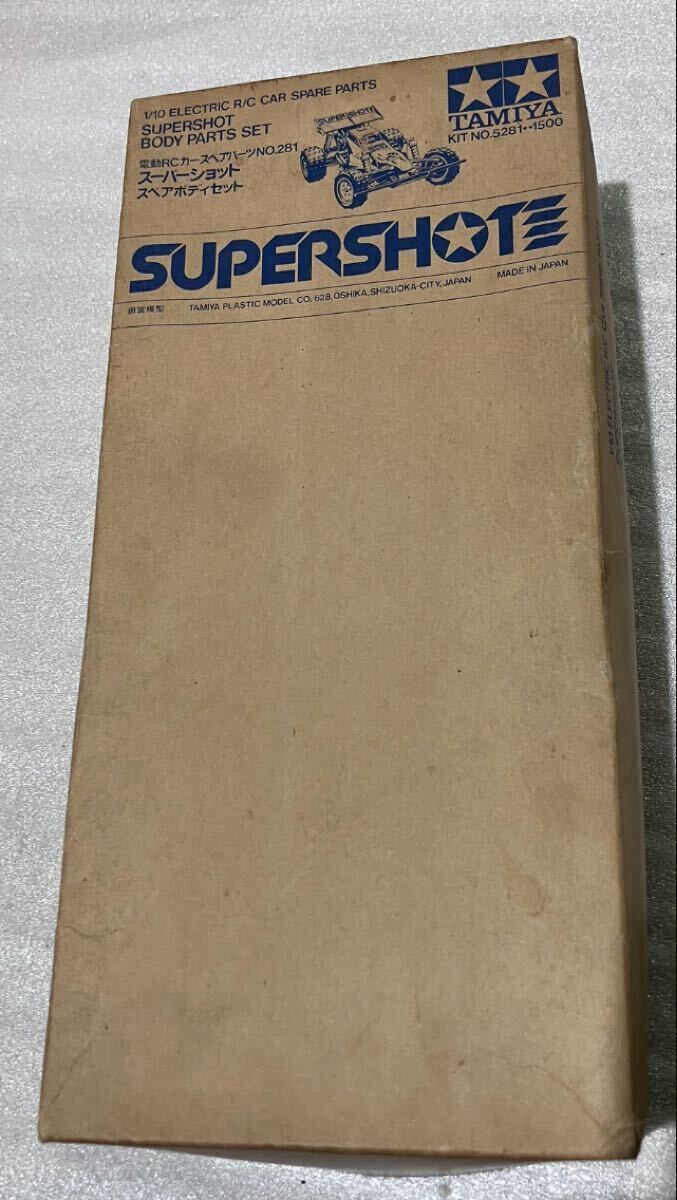 1/10 ELECTRIC R/C CAR SPARE PARTS
SUPERSHOT
BODY PARTS SET
電動RCカースペアパーツNO.281
スーパーショット
スペアボディセット
SUPERSHOT
TAMIYA
KIT NO.5281••1500
SUPERSHOT
田宮模型 TAMIYA PLASTIC MODEL CO. 628, OSHIKA, SHIZUOKA-CITY, JAPAN. MADE IN JAPAN
1/10 ELECTRIC R/C